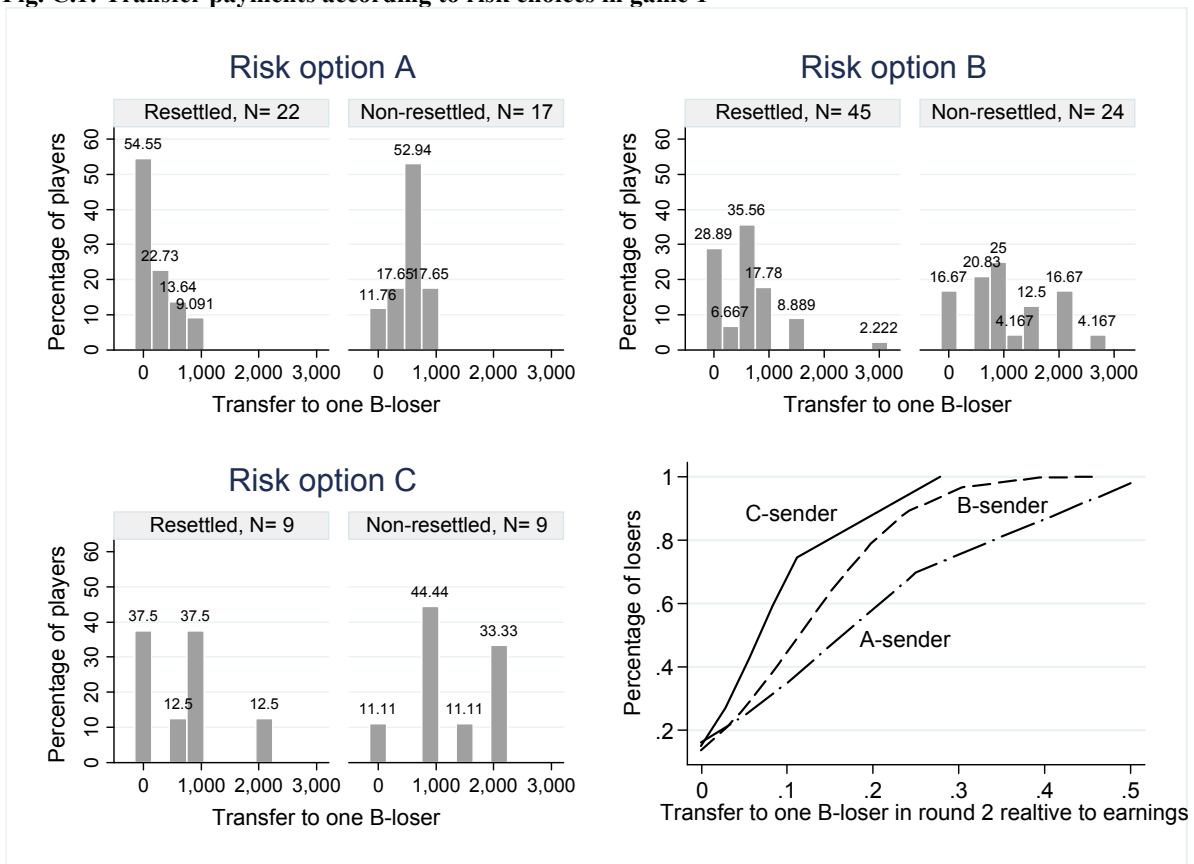 Fig. C.1. Transfer payments according to risk choices in game 1
Risk option A
Resettled, N= 22
Non-resettled, N= 17
Percentage of players
60
50
40
30
20
10
0
54.55
22.73
13.64
9.091
11.76
17.65
52.94
17.65
0 1,000 2,000 3,000
0 1,000 2,000 3,000
Transfer to one B-loser
Risk option B
Resettled, N= 45
Non-resettled, N= 24
Percentage of players
60
50
40
30
20
10
0
28.89
6.667
35.56
17.78
8.889
2.222
16.67
20.83
25
4.167
12.5
16.67
4.167
0 1,000 2,000 3,000
0 1,000 2,000 3,000
Transfer to one B-loser
Risk option C
Resettled, N= 9
Non-resettled, N= 9
Percentage of players
60
50
40
30
20
10
0
37.5
12.5
37.5
12.5
11.11
44.44
11.11
33.33
0 1,000 2,000 3,000
0 1,000 2,000 3,000
Transfer to one B-loser
Percentage of losers
1
.8
.6
.4
.2
C-sender
B-sender
A-sender
0 .1 .2 .3 .4 .5
Transfer to one B-loser in round 2 realtive to earnings